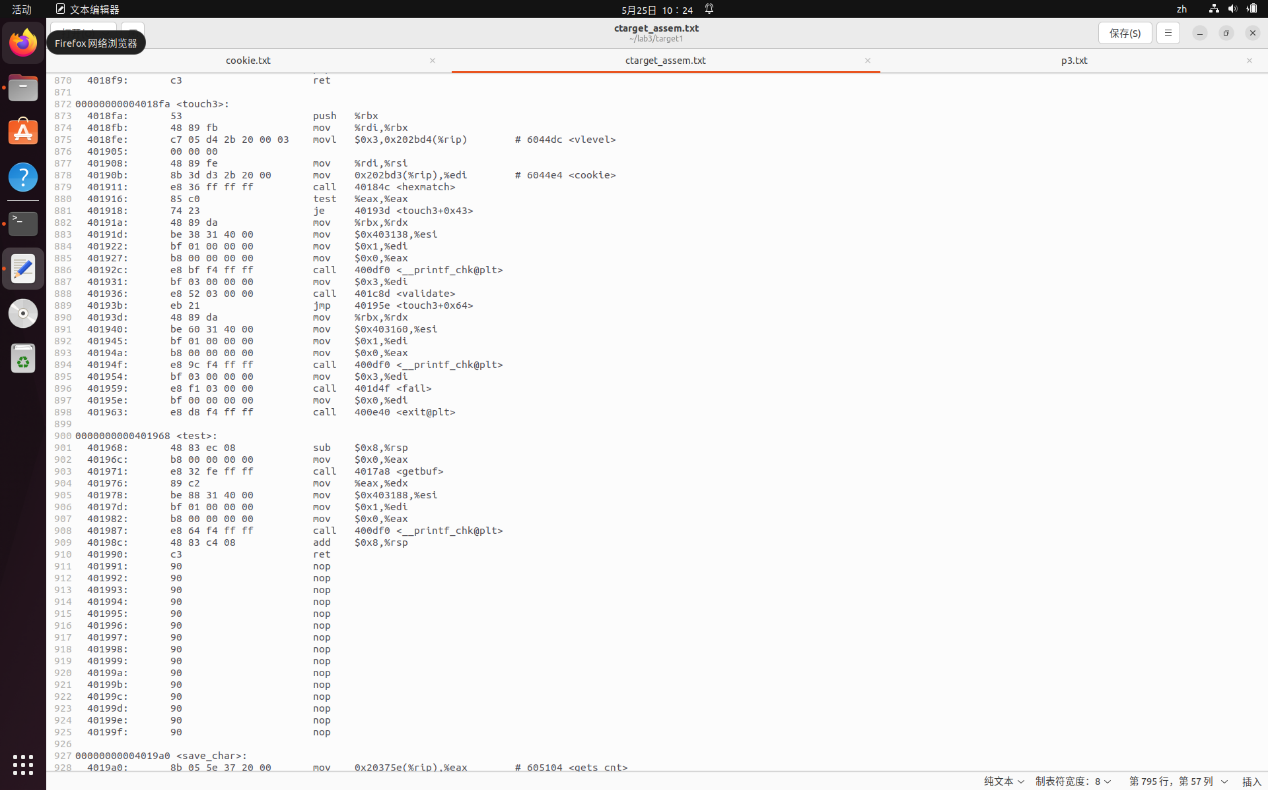 活动 文本编辑器 5月25日 10：24 zh
ctarget_assem.txt
~/lab3/target1
保存(S)
Firefox 网络浏览器
cookie.txt ctarget_assem.txt p3.txt
870 4018f9: c3 ret
871
872 00000000004018fa <touch3>:
873 4018fa: 53 push %rbx
874 4018fb: 48 89 fb mov %rdi,%rbx
875 4018fe: c7 05 d4 2b 20 00 03 movl $0x3,0x202bd4(%rip) # 6044dc <vlevel>
876 401905: 00 00 00
877 401908: 48 89 fe mov %rdi,%rsi
878 40190b: 8b 3d d3 2b 20 00 mov 0x202bd3(%rip),%edi # 6044e4 <cookie>
879 401911: e8 36 ff ff ff call 40184c <hexmatch>
880 401916: 85 c0 test %eax,%eax
881 401918: 74 23 je 40193d <touch3+0x43>
882 40191a: 48 89 da mov %rbx,%rdx
883 40191d: be 38 31 40 00 mov $0x403138,%esi
884 401922: bf 01 00 00 00 mov $0x1,%edi
885 401927: b8 00 00 00 00 mov $0x0,%eax
886 40192c: e8 bf f4 ff ff call 400df0 <__printf_chk@plt>
887 401931: bf 03 00 00 00 mov $0x3,%edi
888 401936: e8 52 03 00 00 call 401c8d <validate>
889 40193b: eb 21 jmp 40195e <touch3+0x64>
890 40193d: 48 89 da mov %rbx,%rdx
891 401940: be 60 31 40 00 mov $0x403160,%esi
892 401945: bf 01 00 00 00 mov $0x1,%edi
893 40194a: b8 00 00 00 00 mov $0x0,%eax
894 40194f: e8 9c f4 ff ff call 400df0 <__printf_chk@plt>
895 401954: bf 03 00 00 00 mov $0x3,%edi
896 401959: e8 f1 03 00 00 call 401d4f <fail>
897 40195e: bf 00 00 00 00 mov $0x0,%edi
898 401963: e8 d8 f4 ff ff call 400e40 <exit@plt>
899
900 0000000000401968 <test>:
901 401968: 48 83 ec 08 sub $0x8,%rsp
902 40196c: b8 00 00 00 00 mov $0x0,%eax
903 401971: e8 32 fe ff ff call 4017a8 <getbuf>
904 401976: 89 c2 mov %eax,%edx
905 401978: be 88 31 40 00 mov $0x403188,%esi
906 40197d: bf 01 00 00 00 mov $0x1,%edi
907 401982: b8 00 00 00 00 mov $0x0,%eax
908 401987: e8 64 f4 ff ff call 400df0 <__printf_chk@plt>
909 40198c: 48 83 c4 08 add $0x8,%rsp
910 401990: c3 ret
911 401991: 90 nop
912 401992: 90 nop
913 401993: 90 nop
914 401994: 90 nop
915 401995: 90 nop
916 401996: 90 nop
917 401997: 90 nop
918 401998: 90 nop
919 401999: 90 nop
920 40199a: 90 nop
921 40199b: 90 nop
922 40199c: 90 nop
923 40199d: 90 nop
924 40199e: 90 nop
925 40199f: 90 nop
926
927 00000000004019a0 <save_char>:
928 4019a0: 8b 05 5e 37 20 00 mov 0x20375e(%rip),%eax # 605104 <gets_cnt>
纯文本 制表符宽度：8 第 795 行，第 57 列 插入